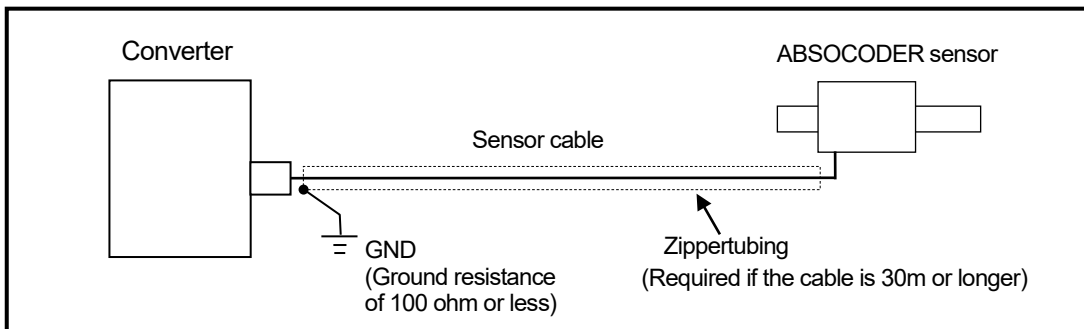 Converter
ABSOCODER sensor
Sensor cable
GND
(Ground resistance
of 100 ohm or less)
Zippertubing
(Required if the cable is 30m or longer)